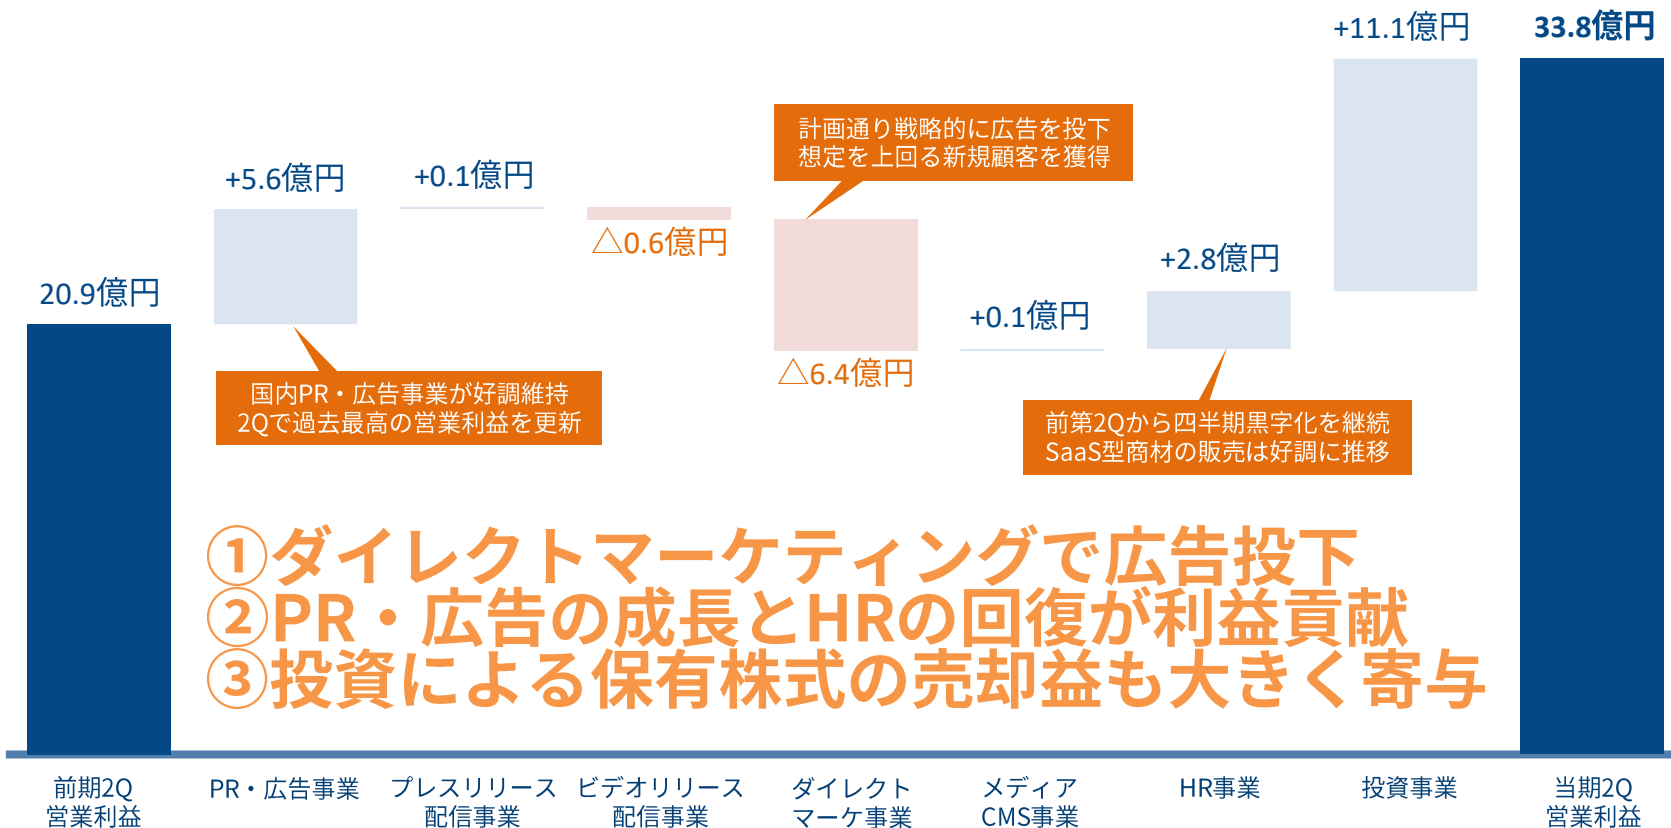 +11.1億円
33.8億円
計画通り戦略的に広告を投下
想定を上回る新規顧客を獲得
+5.6億円
+0.1億円
△0.6億円
+2.8億円
20.9億円
+0.1億円
△6.4億円
国内PR・広告事業が好調維持
2Qで過去最高の営業利益を更新
前第2Qから四半期黒字化を継続
SaaS型商材の販売は好調に推移
①ダイレクトマーケティングで広告投下
②PR・広告の成長とHRの回復が利益貢献
③投資による保有株式の売却益も大きく寄与
前期2Q
営業利益
PR・広告事業
プレスリリース
配信事業
ビデオリリース
配信事業
ダイレクト
マーケ事業
メディア
CMS事業
HR事業
投資事業
当期2Q
営業利益